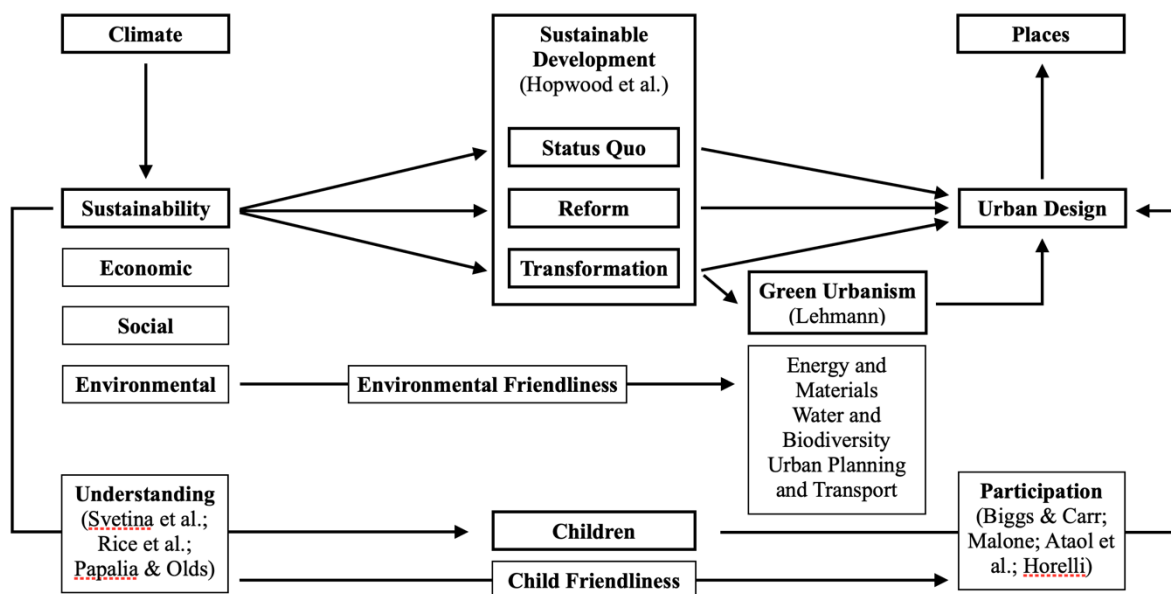 Climate
Sustainable
Development
(Hopwood et al.)
Places
Status Quo
Sustainability
Reform
Urban Design
Economic
Transformation
Green Urbanism
(Lehmann)
Social
Environmental
Environmental Friendliness
Energy and
Materials
Water and
Biodiversity
Urban Planning
and Transport
Understanding
(Svetina et al.;
Rice et al.;
Papalia & Olds)
Children
Child Friendliness
Participation
(Biggs & Carr;
Malone; Ataol et
al.; Horelli)